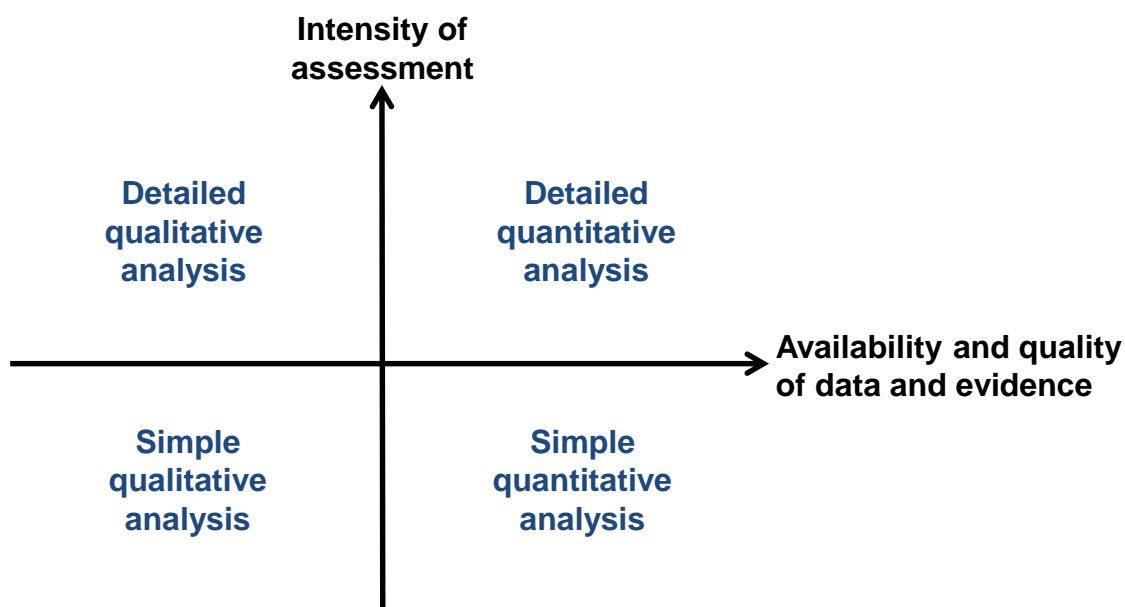 Intensity of
assessment
Detailed
qualitative
analysis
Detailed
quantitative
analysis
Availability and quality
of data and evidence
Simple
qualitative
analysis
Simple
quantitative
analysis